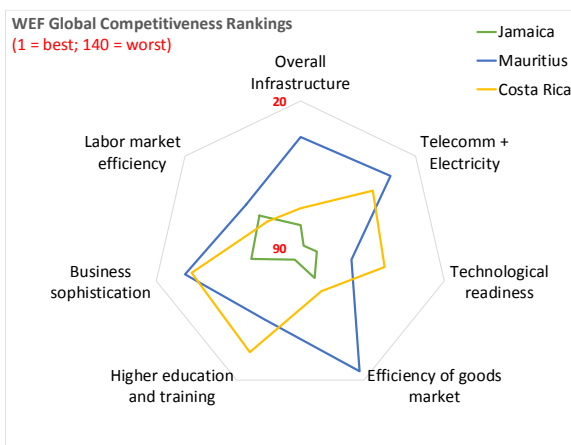 WEF Global Competitiveness Rankings
(1 = best; 140 = worst)
Jamaica
Mauritius
Costa Rica
Overall
Infrastructure
20
Telecomm +
Electricity
Labor market
efficiency
90
Technological
readiness
Business
sophistication
Higher education
and training
Efficiency of goods
market